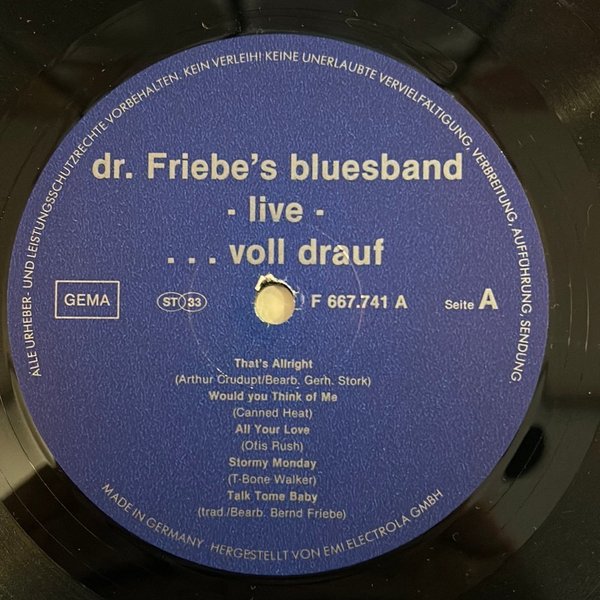 ALLE URHEBER- UND LEISTUNGSSCHUTZRECHTE VORBEHALTEN. KEIN VERLEIH! KEINE UNERLAUBTE VERVIELFÄLTIGUNG, VERBREITUNG, AUFFÜHRUNG, SENDUNG
dr. Friebe's bluesband
- live -
. . . voll drauf
GEMA
ST 33
F 667.741 A
Seite A
That's Allright
(Arthur Crudupt/Bearb. Gerh. Stork)
Would you Think of Me
(Canned Heat)
All Your Love
(Otis Rush)
Stormy Monday
(T-Bone Walker)
Talk Tome Baby
(trad./Bearb. Bernd Friebe)
MADE IN GERMANY · HERGESTELLT VON EMI ELECTROLA GMBH